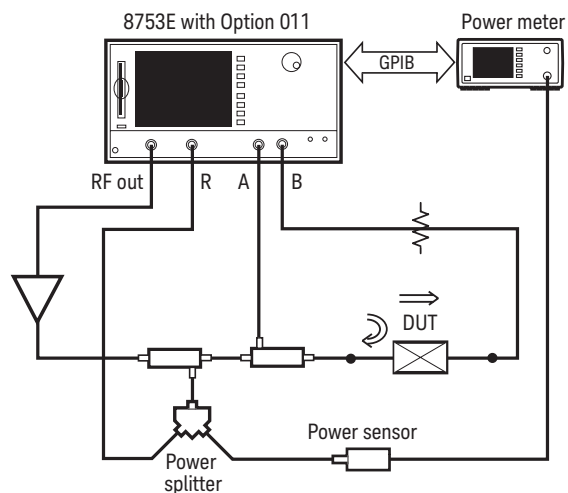 8753E with Option 011
Power meter
GPIB
RF out
R
A
B
DUT
Power sensor
Power
splitter